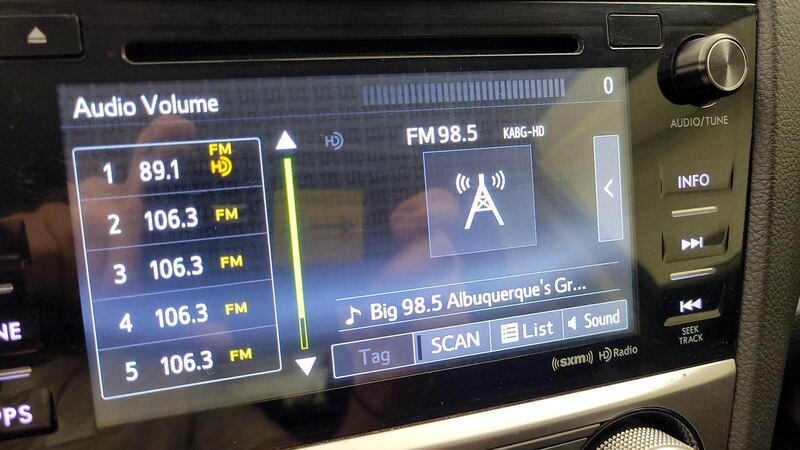 Audio Volume 0
FM 98.5 KABG-HD
1 89.1 FM HD
2 106.3 FM
3 106.3 FM
4 106.3 FM
5 106.3 FM
HD
Big 98.5 Albuquerque's Gr...
Tag SCAN List Sound
((sxm)) HD Radio
AUDIO/TUNE
INFO
SEEK
TRACK
NE
PPS